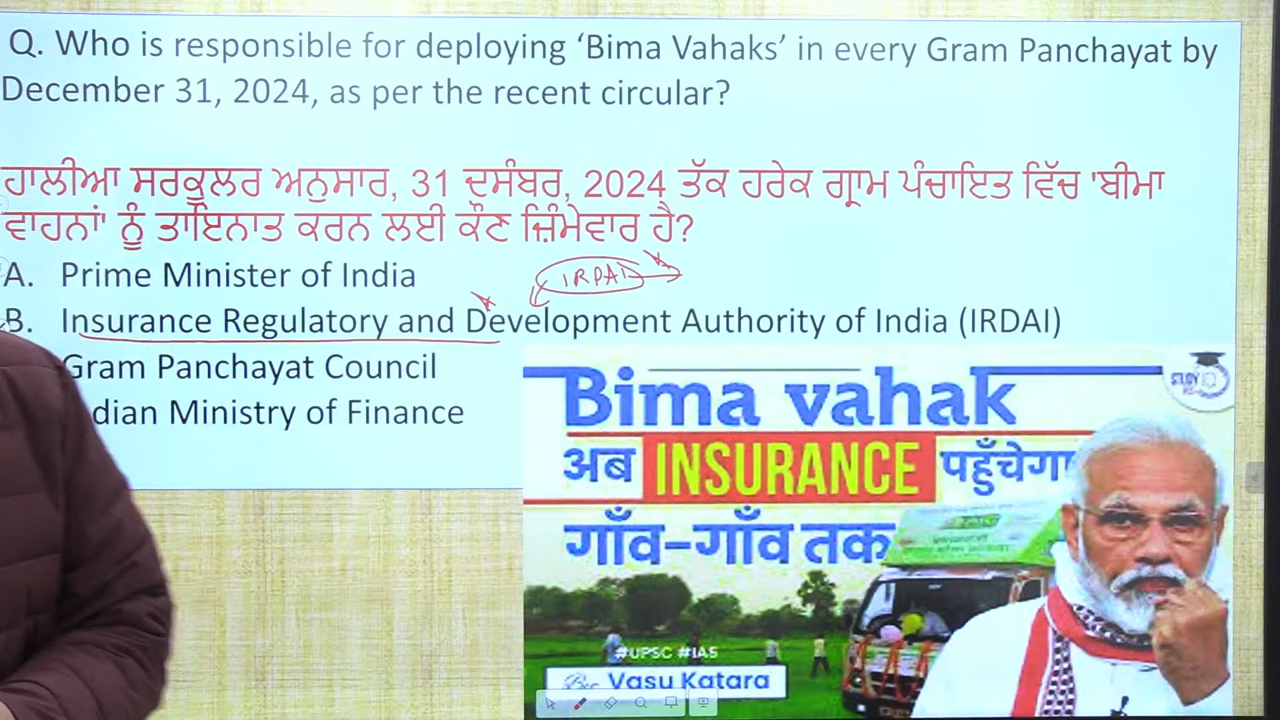 Q. Who is responsible for deploying ‘Bima Vahaks’ in every Gram Panchayat by
December 31, 2024, as per the recent circular?
ਹਾਲੀਆ ਸਰਕੂਲਰ ਅਨੁਸਾਰ, 31 ਦਸੰਬਰ, 2024 ਤੱਕ ਹਰੇਕ ਗ੍ਰਾਮ ਪੰਚਾਇਤ ਵਿੱਚ 'ਬੀਮਾ
ਵਾਹਨਾਂ' ਨੂੰ ਤਾਇਨਾਤ ਕਰਨ ਲਈ ਕੌਣ ਜ਼ਿੰਮੇਵਾਰ ਹੈ?
A. Prime Minister of India
IRDAI
B. Insurance Regulatory and Development Authority of India (IRDAI)
Gram Panchayat Council
dian Ministry of Finance
STUDY IQ
Bima vahak
अब INSURANCE पहुँचेगा
गाँव-गाँव तक
#UPSC #IAS
By: Vasu Katara